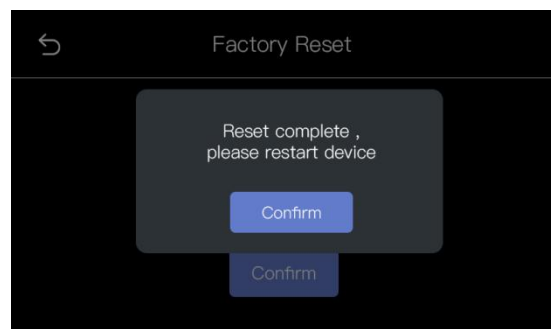 Factory Reset
Reset complete ,
please restart device
Confirm
Confirm